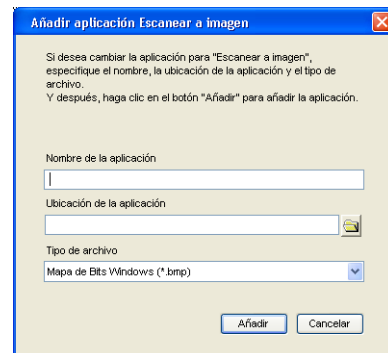 Añadir aplicación Escanear a imagen
Si desea cambiar la aplicación para "Escanear a imagen",
especifique el nombre, la ubicación de la aplicación y el tipo de
archivo.
Y después, haga clic en el botón "Añadir" para añadir la aplicación.
Nombre de la aplicación
Ubicación de la aplicación
Tipo de archivo
Mapa de Bits Windows (*.bmp)
Añadir Cancelar